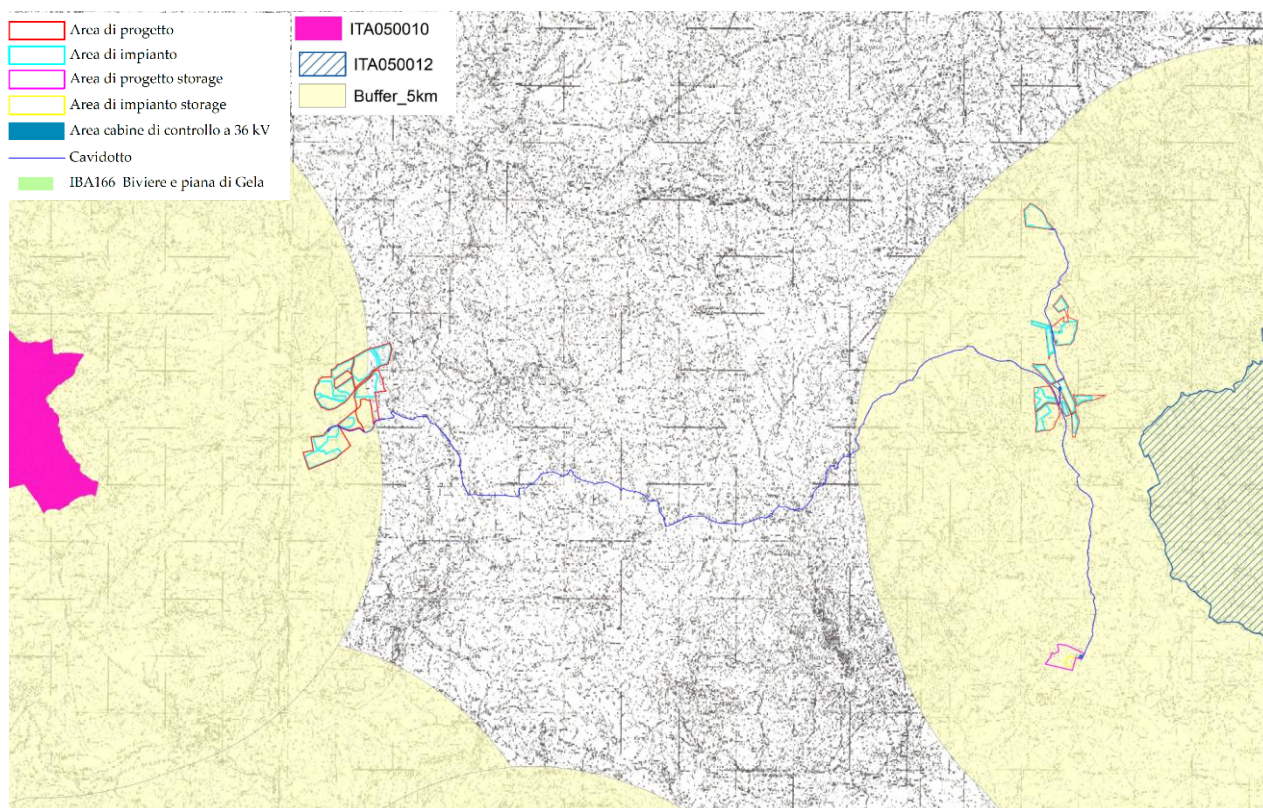 Area di progetto
Area di impianto
Area di progetto storage
Area di impianto storage
Area cabine di controllo a 36 kV
Cavidotto
IBA166 Biviere e piana di Gela
ITA050010
ITA050012
Buffer_5km